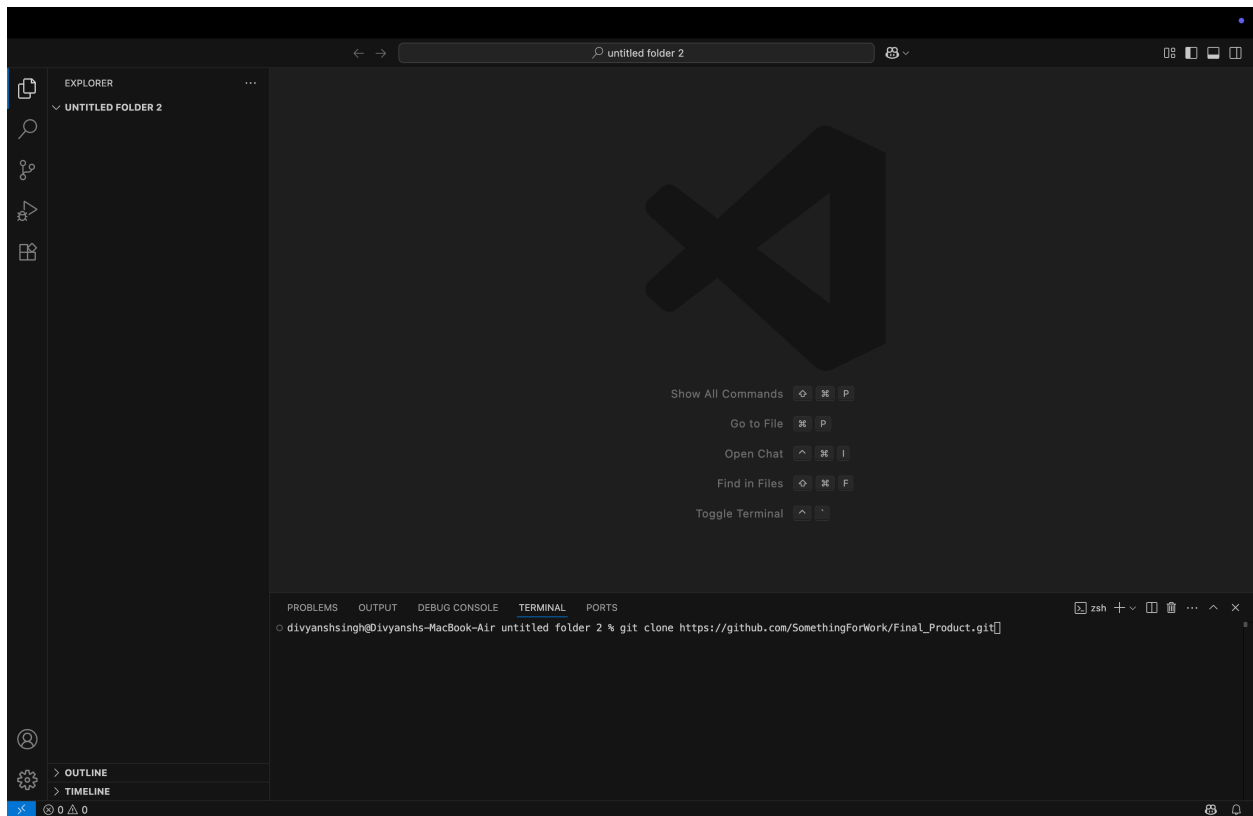 untitled folder 2
EXPLORER
UNTITLED FOLDER 2
Show All Commands ⇧ ⌘ P
Go to File ⌘ P
Open Chat ^ ⌘ I
Find in Files ⇧ ⌘ F
Toggle Terminal ^ `
PROBLEMS OUTPUT DEBUG CONSOLE TERMINAL PORTS zsh
divyanshsingh@Divyanshs-MacBook-Air untitled folder 2 % git clone https://github.com/SomethingForWork/Final_Product.git
OUTLINE
TIMELINE
0 0